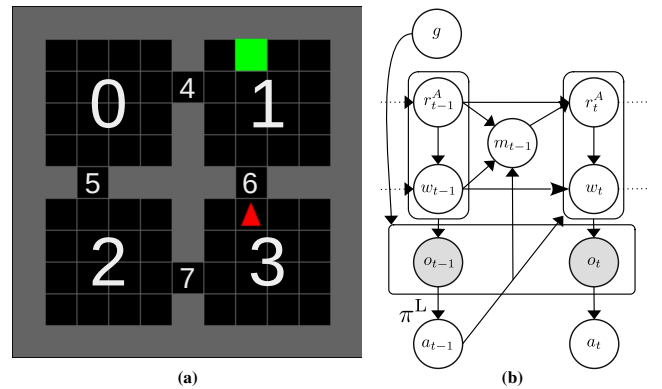 0
4
1
5
6
2
7
3
(a)
g
r^A_{t-1}
r^A_t
m_{t-1}
w_{t-1}
w_t
o_{t-1}
o_t
π^L
a_{t-1}
a_t
(b)